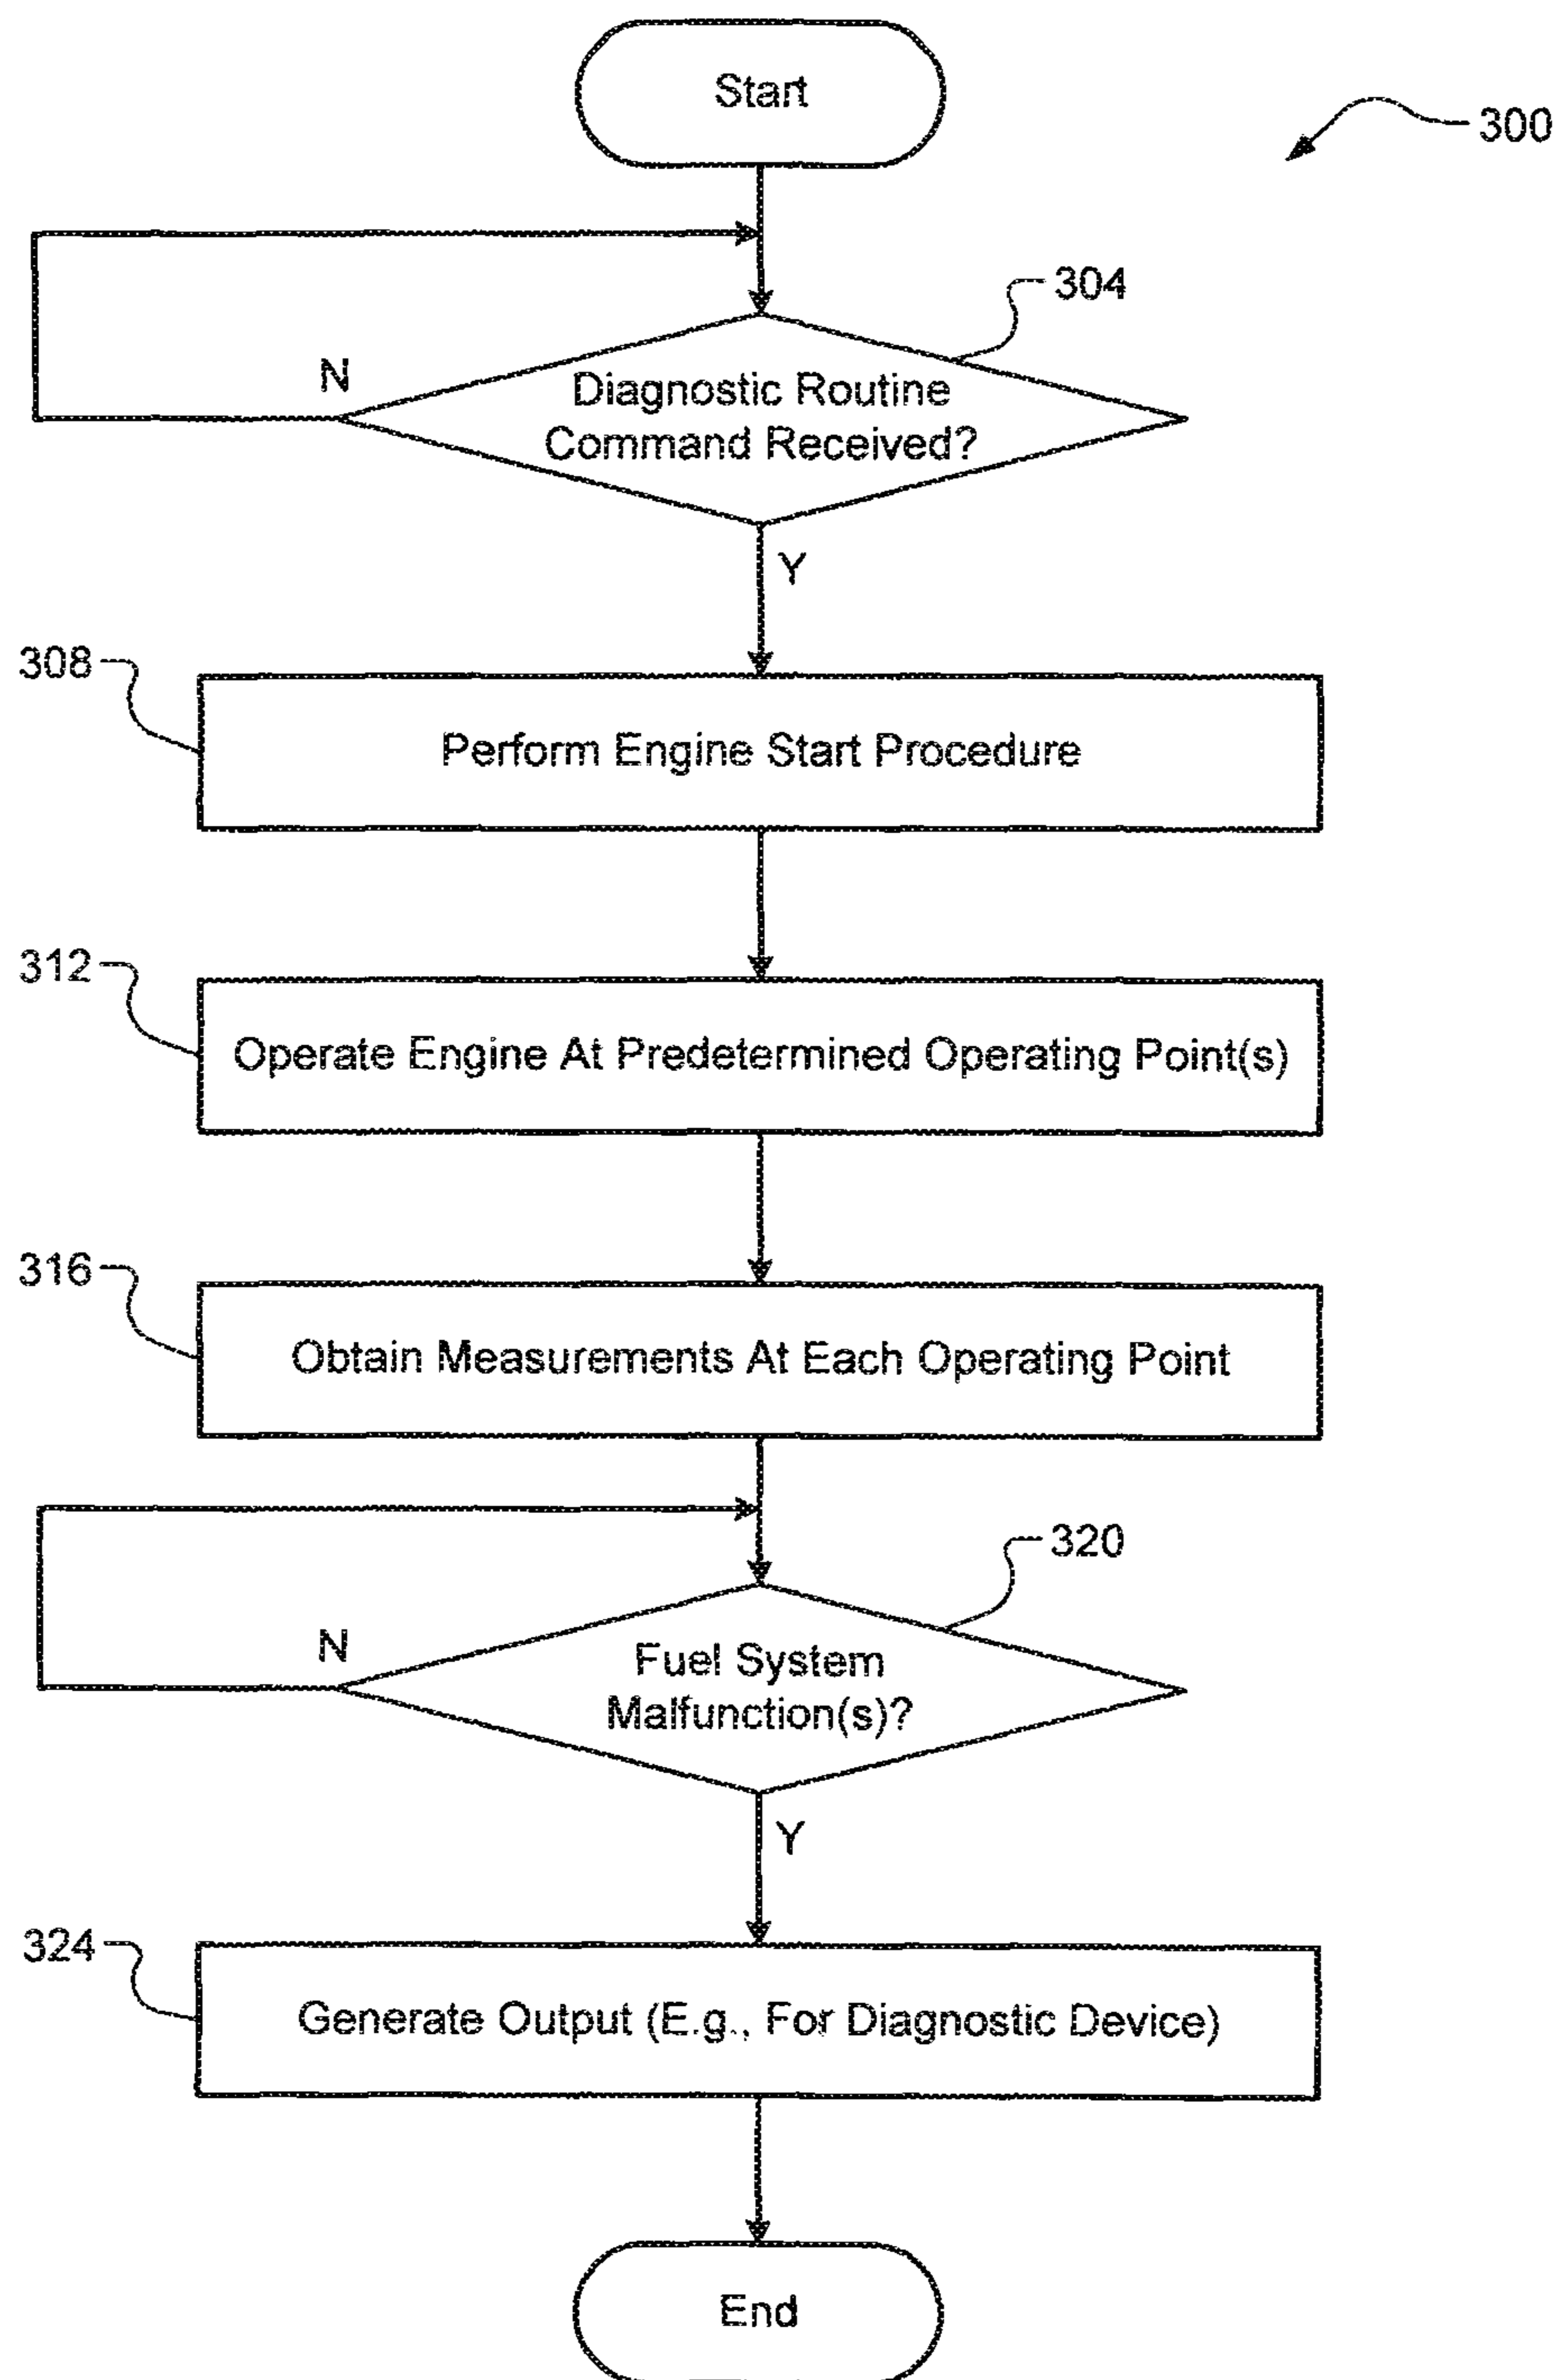 Start
300
304
N
Diagnostic Routine
Command Received?
Y
308
Perform Engine Start Procedure
312
Operate Engine At Predetermined Operating Point(s)
316
Obtain Measurements At Each Operating Point
320
N
Fuel System
Malfunction(s)?
Y
324
Generate Output (E.g., For Diagnostic Device)
End